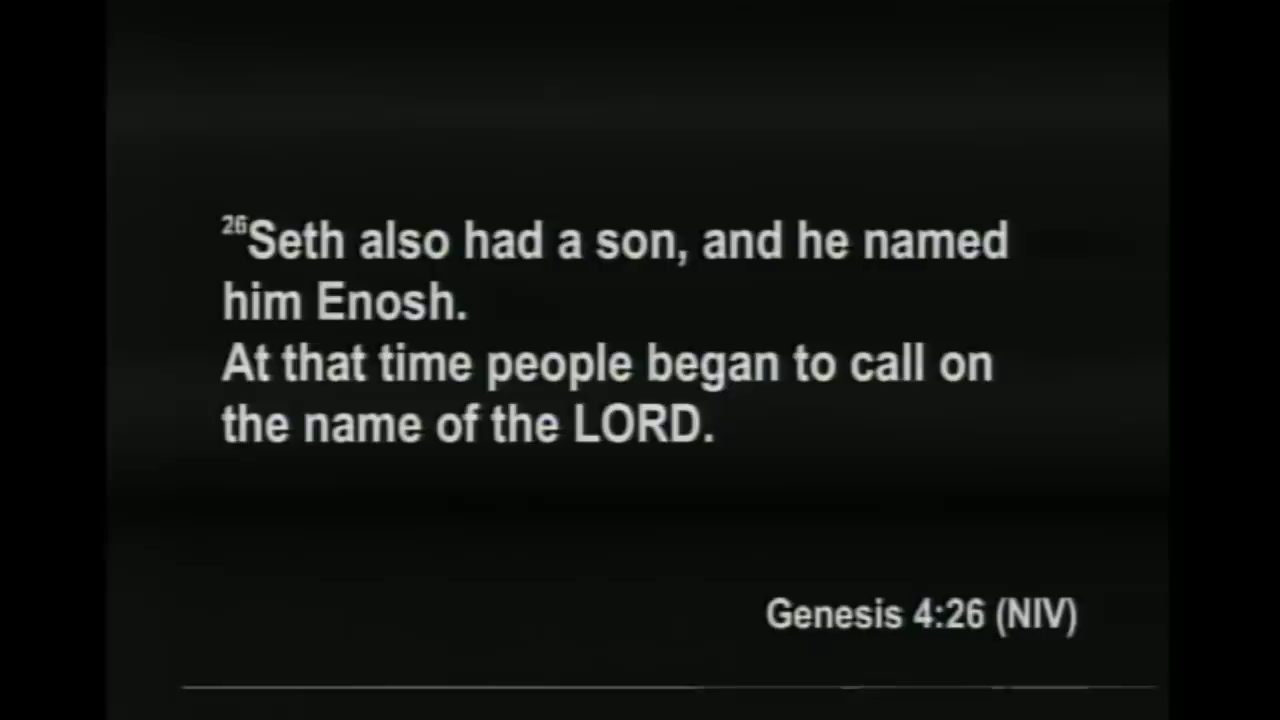 26Seth also had a son, and he named
him Enosh.
At that time people began to call on
the name of the LORD.
Genesis 4:26 (NIV)